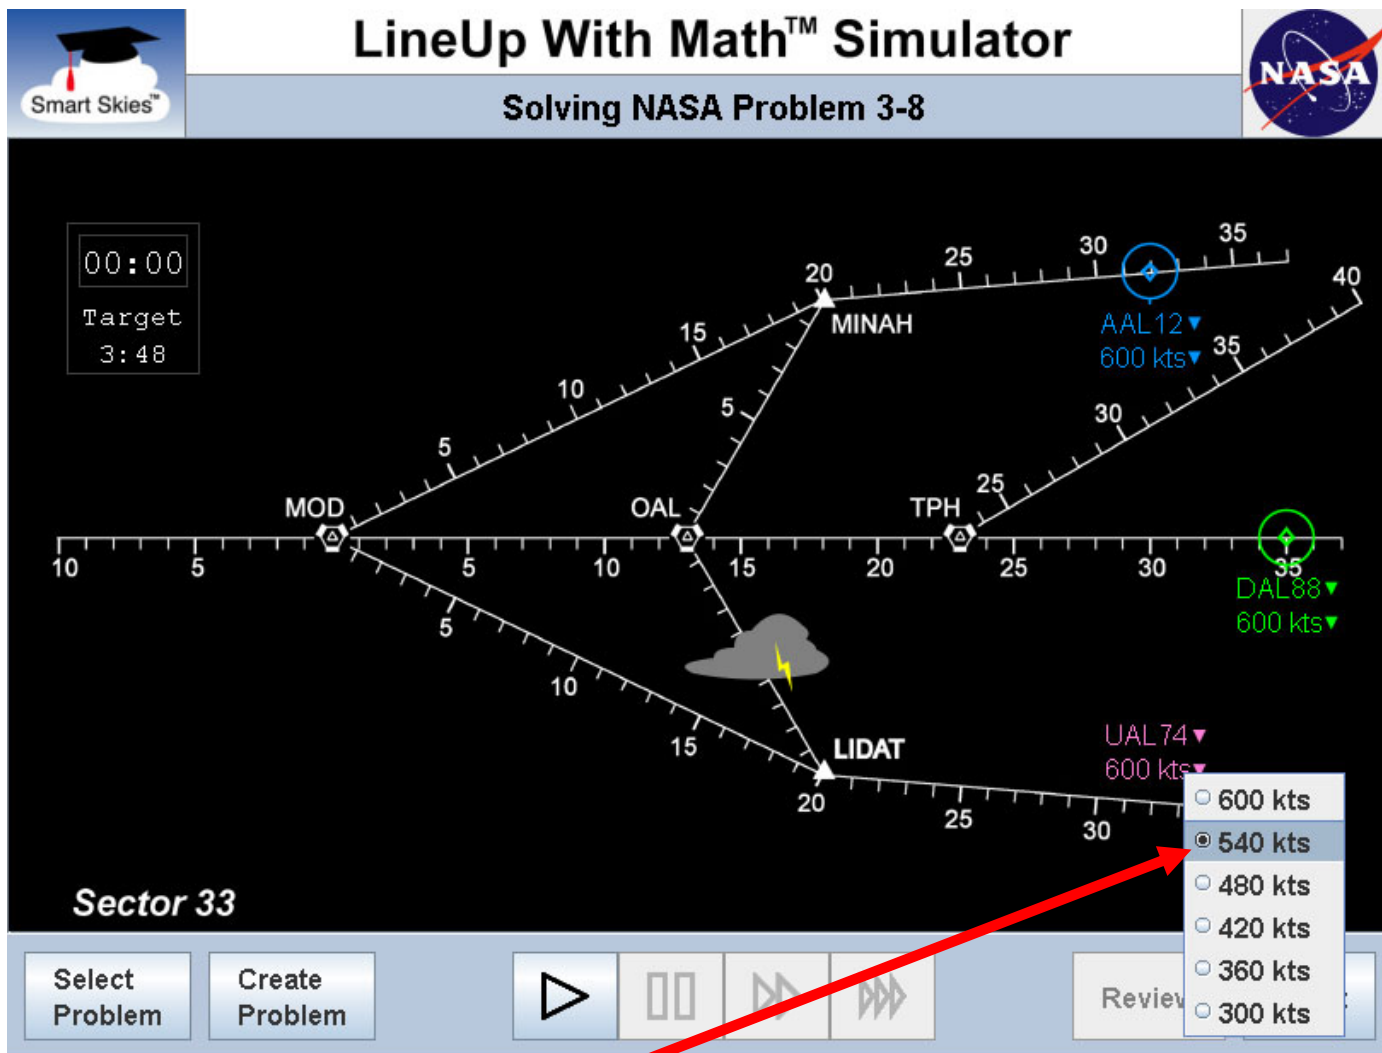 LineUp With Math™ Simulator
Smart Skies™
NASA
Solving NASA Problem 3-8
00:00
Target
3:48
35
30
25
20
40
MINAH
15
AAL12
600 kts
35
10
5
30
5
25
MOD
OAL
TPH
10
5
5
10
15
20
25
30
35
DAL88
600 kts
5
10
15
LIDAT
UAL74
600 kts
20
25
30
600 kts
540 kts
480 kts
420 kts
360 kts
300 kts
Sector 33
Select
Problem
Create
Problem